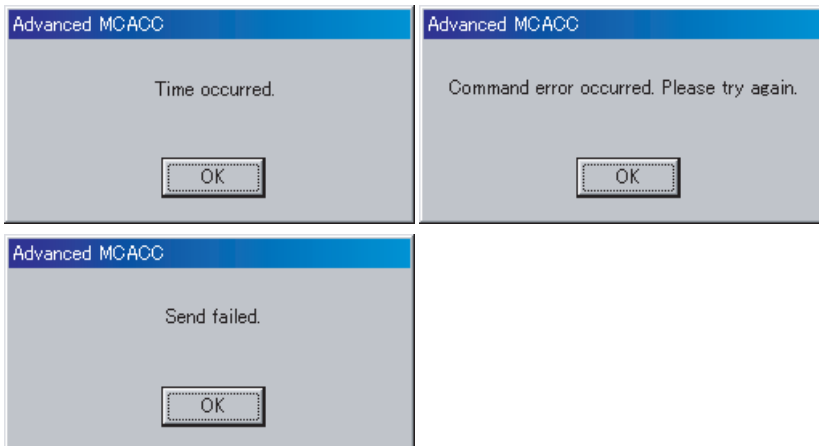 Advanced MCACC
Time occurred.
OK
Advanced MCACC
Command error occurred. Please try again.
OK
Advanced MCACC
Send failed.
OK